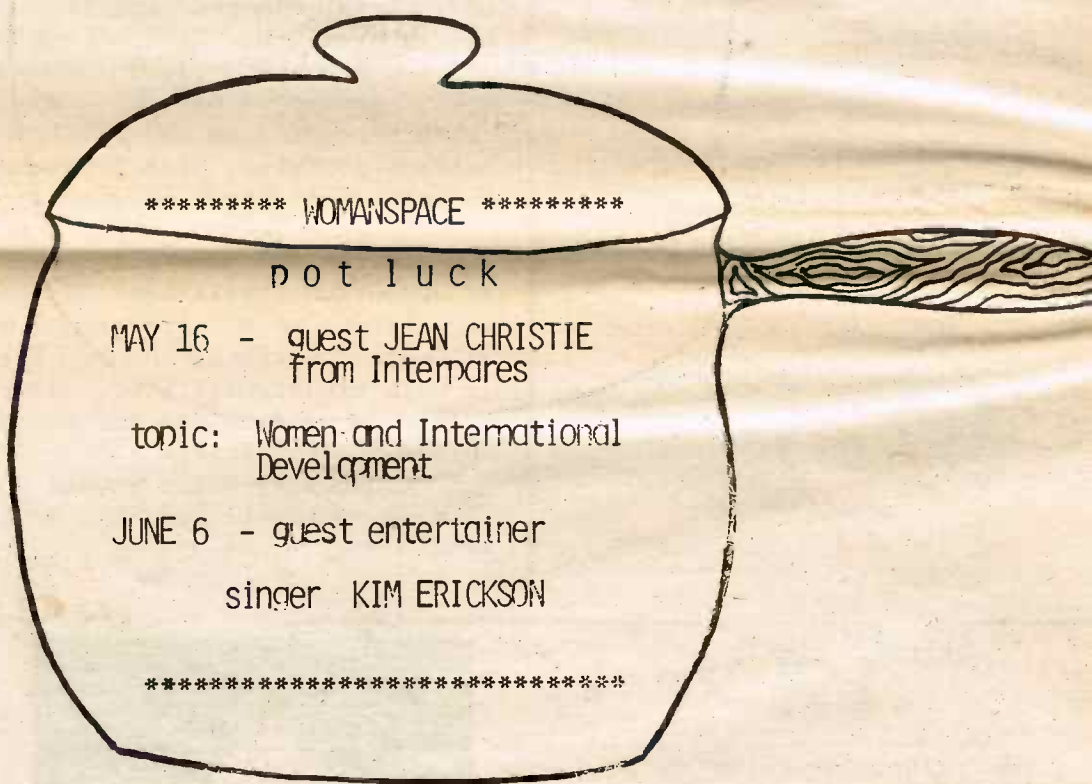 ********* WOMANSPACE *********
pot luck
MAY 16 - guest JEAN CHRISTIE
from Interpares
topic: Women and International
Development
JUNE 6 - guest entertainer
singer KIM ERICKSON
******************************